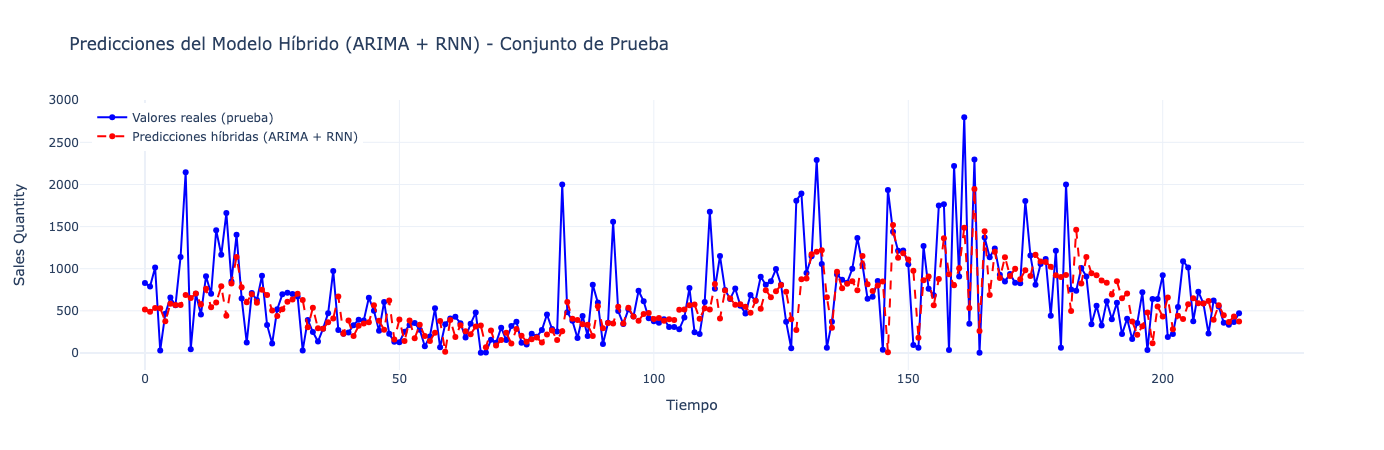 Predicciones del Modelo Híbrido (ARIMA + RNN) - Conjunto de Prueba
Valores reales (prueba)
Predicciones híbridas (ARIMA + RNN)
Sales Quantity
3000
2500
2000
1500
1000
500
0
0
50
100
150
200
Tiempo